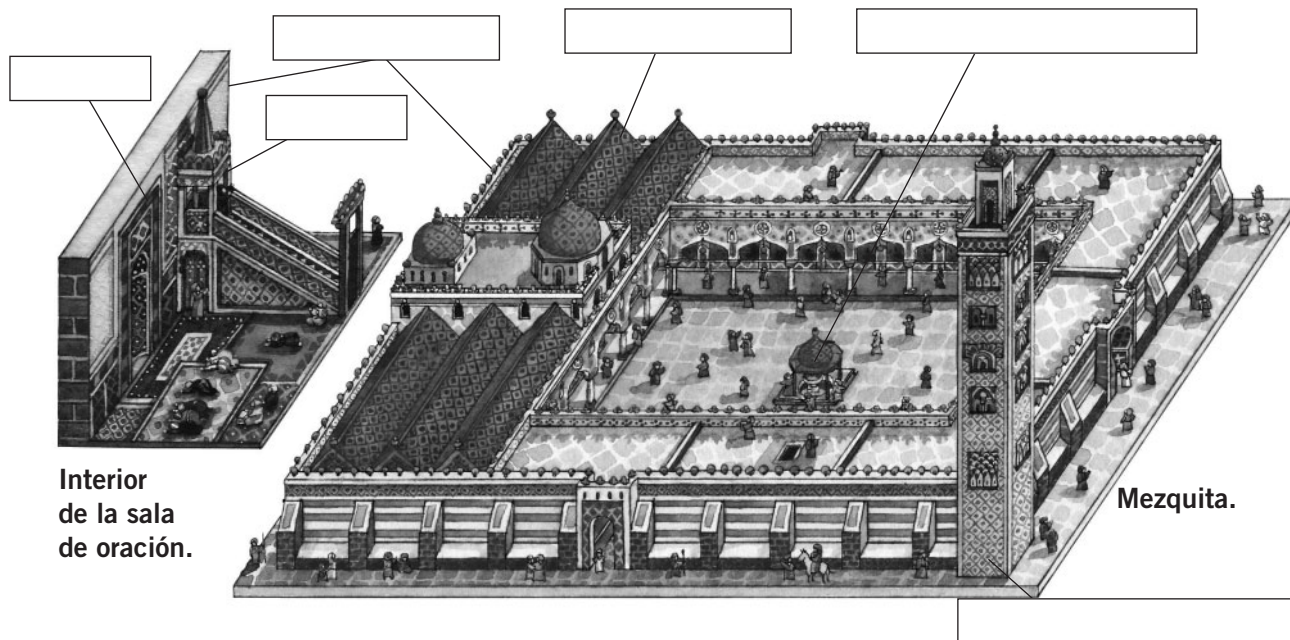 Interior
de la sala
de oración.
Mezquita.